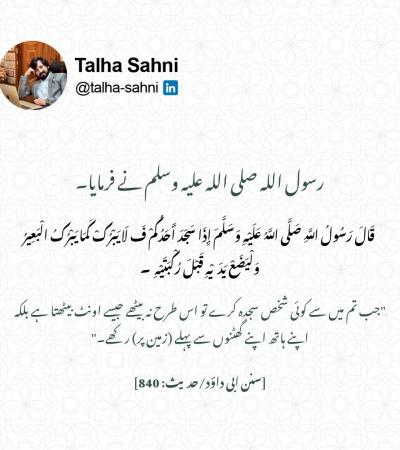 Talha Sahni
@talha-sahni in
رسول اللہ صلی اللہ علیہ وسلم نے فرمایا۔
قَالَ رَسُولُ اللَّهِ صَلَّى اللَّهُ عَلَيْهِ وَسَلَّمَ إِذَا سَجَدَ أَحَدُكُمْ فَ لَا يَبْرُكْ كَمَا يَبْرُكُ الْبَعِيرُ
وَلْيَضَعْ يَدَ يْهِ قَبْلَ رُكْبَتَيْهِ ۔
"جب تم میں سے کوئی شخص سجدہ کرے تو اس طرح نہ بیٹھے جیسے اونٹ بیٹھتا ہے بلکہ
اپنے ہاتھ اپنے گھٹنوں سے پہلے (زمین پر) رکھے۔"
[سنن ابی داؤد/حدیث: 840]